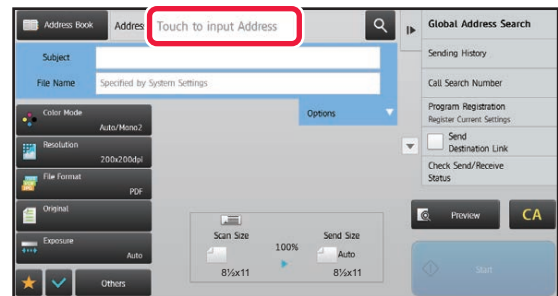 Address Book
Addres
Touch to input Address
Global Address Search
Subject
Sending History
File Name
Specified by System Settings
Call Search Number
Color Mode
Auto/Mono2
Options
Program Registration
Register Current Settings
Resolution
200x200dpi
Send
Destination Link
File Format
PDF
Check Send/Receive
Status
Original
Preview
CA
Scan Size
100%
Send Size
Auto
Exposure
Auto
8½x11
8½x11
Start
Others